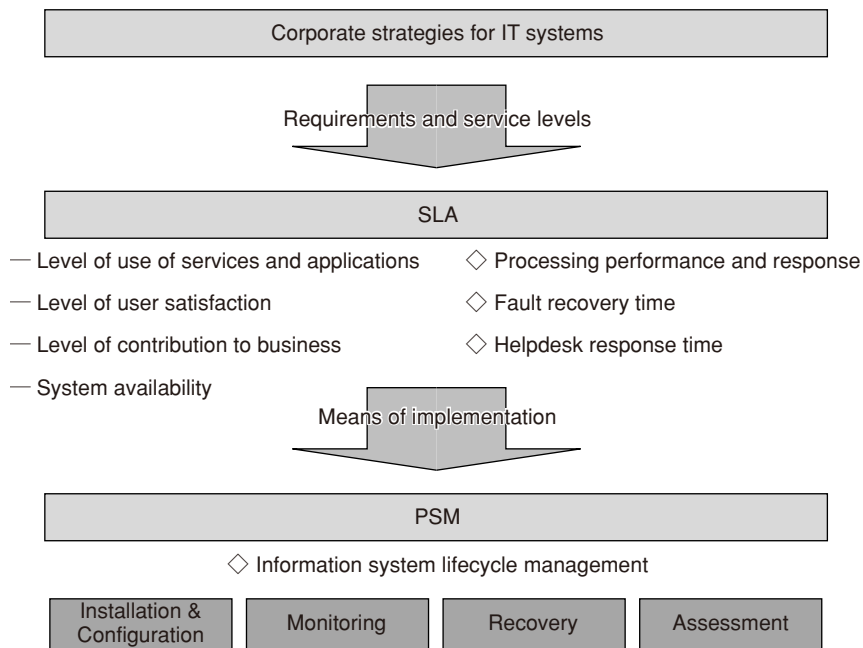 Corporate strategies for IT systems
Requirements and service levels
SLA
— Level of use of services and applications
◇ Processing performance and response
— Level of user satisfaction
◇ Fault recovery time
— Level of contribution to business
◇ Helpdesk response time
— System availability
Means of implementation
PSM
◇ Information system lifecycle management
Installation &
Configuration
Monitoring
Recovery
Assessment